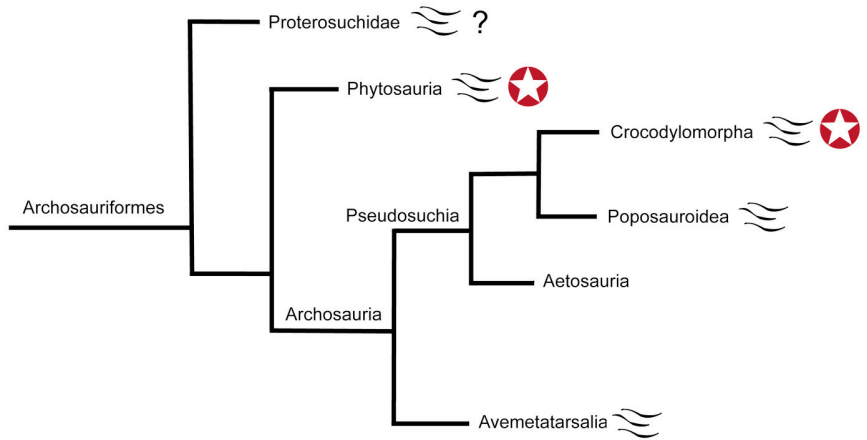 Proterosuchidae ?
Phytosauria
Crocodylomorpha
Archosauriformes
Pseudosuchia
Poposauroidea
Aetosauria
Archosauria
Avemetatarsalia